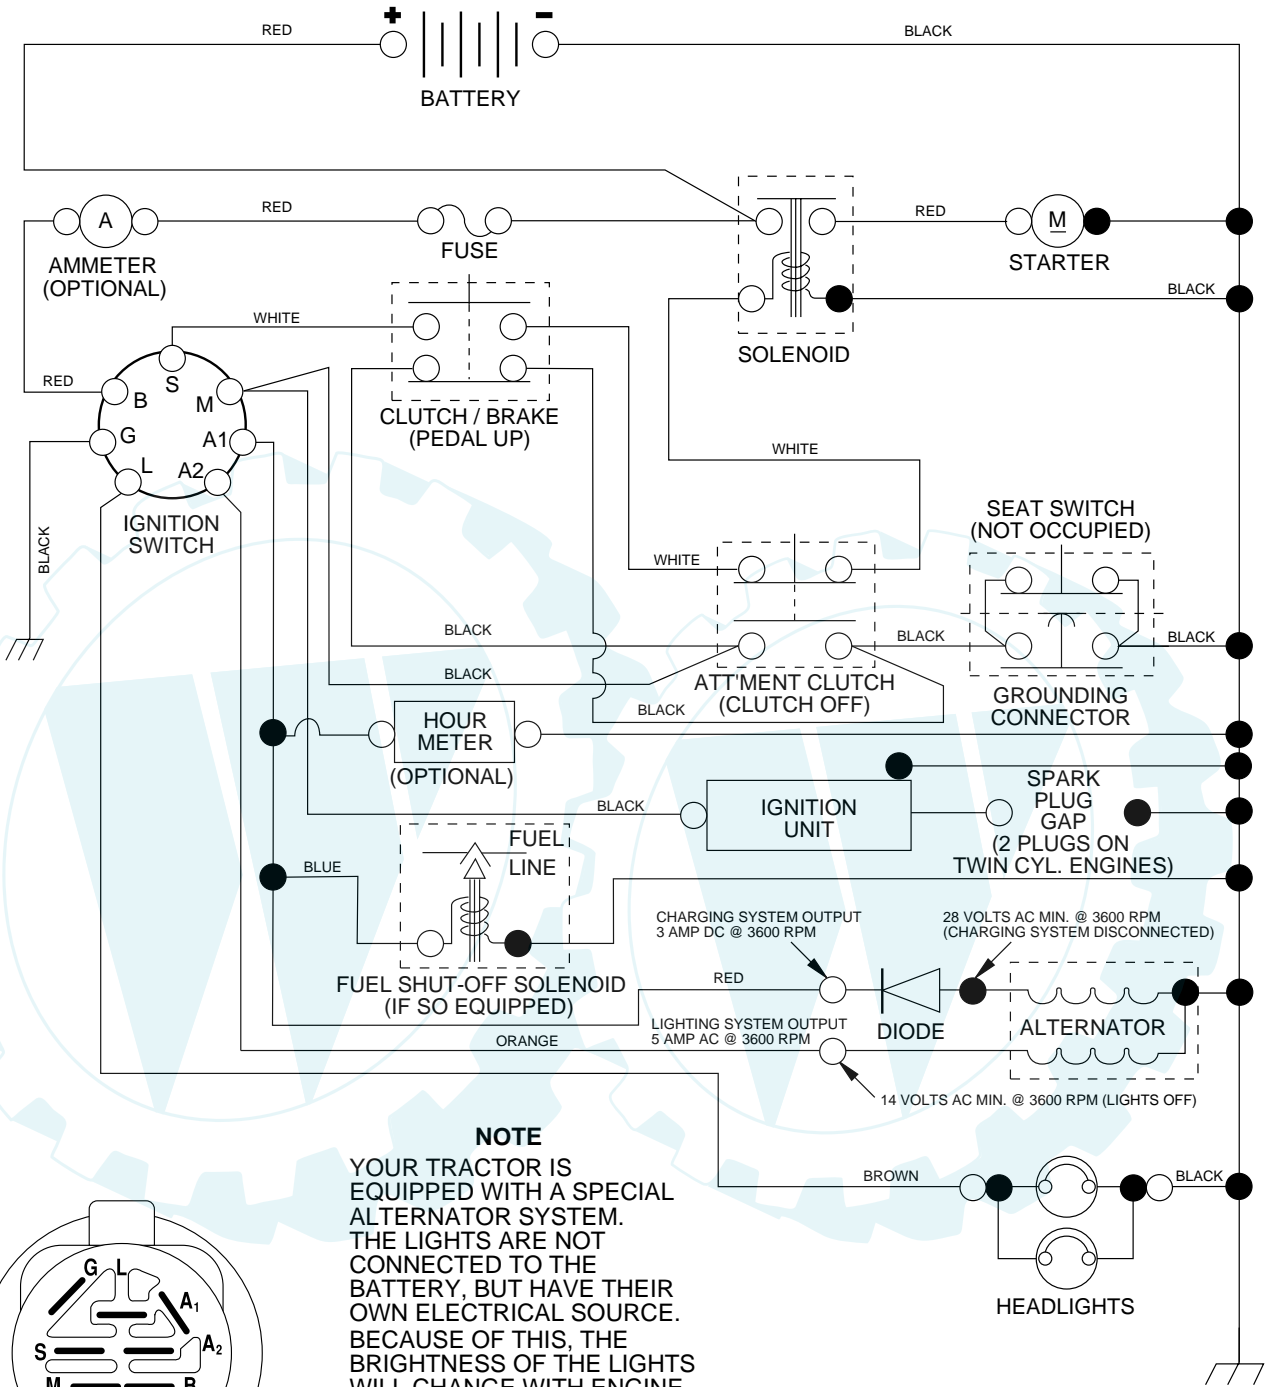 +
-
RED
BLACK
BATTERY
A
RED
RED
M
AMMETER
(OPTIONAL)
FUSE
STARTER
BLACK
WHITE
SOLENOID
RED
S
B
M
G
A1
L
A2
CLUTCH / BRAKE
(PEDAL UP)
WHITE
IGNITION
SWITCH
BLACK
SEAT SWITCH
(NOT OCCUPIED)
WHITE
BLACK
BLACK
BLACK
BLACK
ATT'MENT CLUTCH
(CLUTCH OFF)
BLACK
GROUNDING
CONNECTOR
HOUR
METER
(OPTIONAL)
BLACK
IGNITION
UNIT
SPARK
PLUG
GAP
(2 PLUGS ON
TWIN CYL. ENGINES)
FUEL
LINE
BLUE
CHARGING SYSTEM OUTPUT
3 AMP DC @ 3600 RPM
28 VOLTS AC MIN. @ 3600 RPM
(CHARGING SYSTEM DISCONNECTED)
FUEL SHUT-OFF SOLENOID
(IF SO EQUIPPED)
RED
DIODE
ALTERNATOR
LIGHTING SYSTEM OUTPUT
5 AMP AC @ 3600 RPM
ORANGE
14 VOLTS AC MIN. @ 3600 RPM (LIGHTS OFF)
BROWN
BLACK
HEADLIGHTS
NOTE
YOUR TRACTOR IS
EQUIPPED WITH A SPECIAL
ALTERNATOR SYSTEM.
THE LIGHTS ARE NOT
CONNECTED TO THE
BATTERY, BUT HAVE THEIR
OWN ELECTRICAL SOURCE.
BECAUSE OF THIS, THE
BRIGHTNESS OF THE LIGHTS
WILL CHANGE WITH ENGINE
G
L
A1
A2
S
M
B